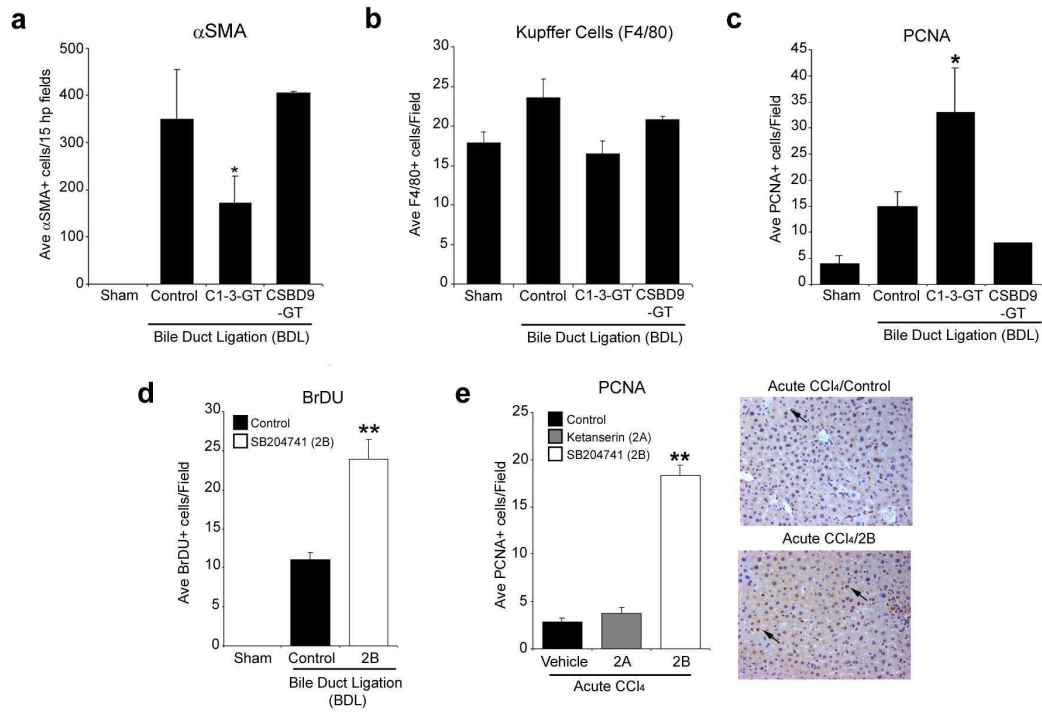 a
αSMA
Ave αSMA+ cells/15 hp fields
500
400
300
200
100
0
*
Sham
Control
C1-3-GT
CSBD9
-GT
Bile Duct Ligation (BDL)
b
Kupffer Cells (F4/80)
Ave F4/80+ cells/Field
30
25
20
15
10
5
0
Sham
Control
C1-3-GT
CSBD9
-GT
Bile Duct Ligation (BDL)
c
PCNA
Ave PCNA+ cells/Field
45
40
35
30
25
20
15
10
5
0
*
Sham
Control
C1-3-GT
CSBD9
-GT
Bile Duct Ligation (BDL)
d
BrDU
Ave BrDU+ cells/Field
30
25
20
15
10
5
0
Control
SB204741 (2B)
**
Sham
Control
2B
Bile Duct Ligation
(BDL)
e
PCNA
Ave PCNA+ cells/Field
25
20
15
10
5
0
Control
Ketanserin (2A)
SB204741 (2B)
**
Vehicle
2A
2B
Acute CCl₄
Acute CCl₄/Control
Acute CCl₄/2B